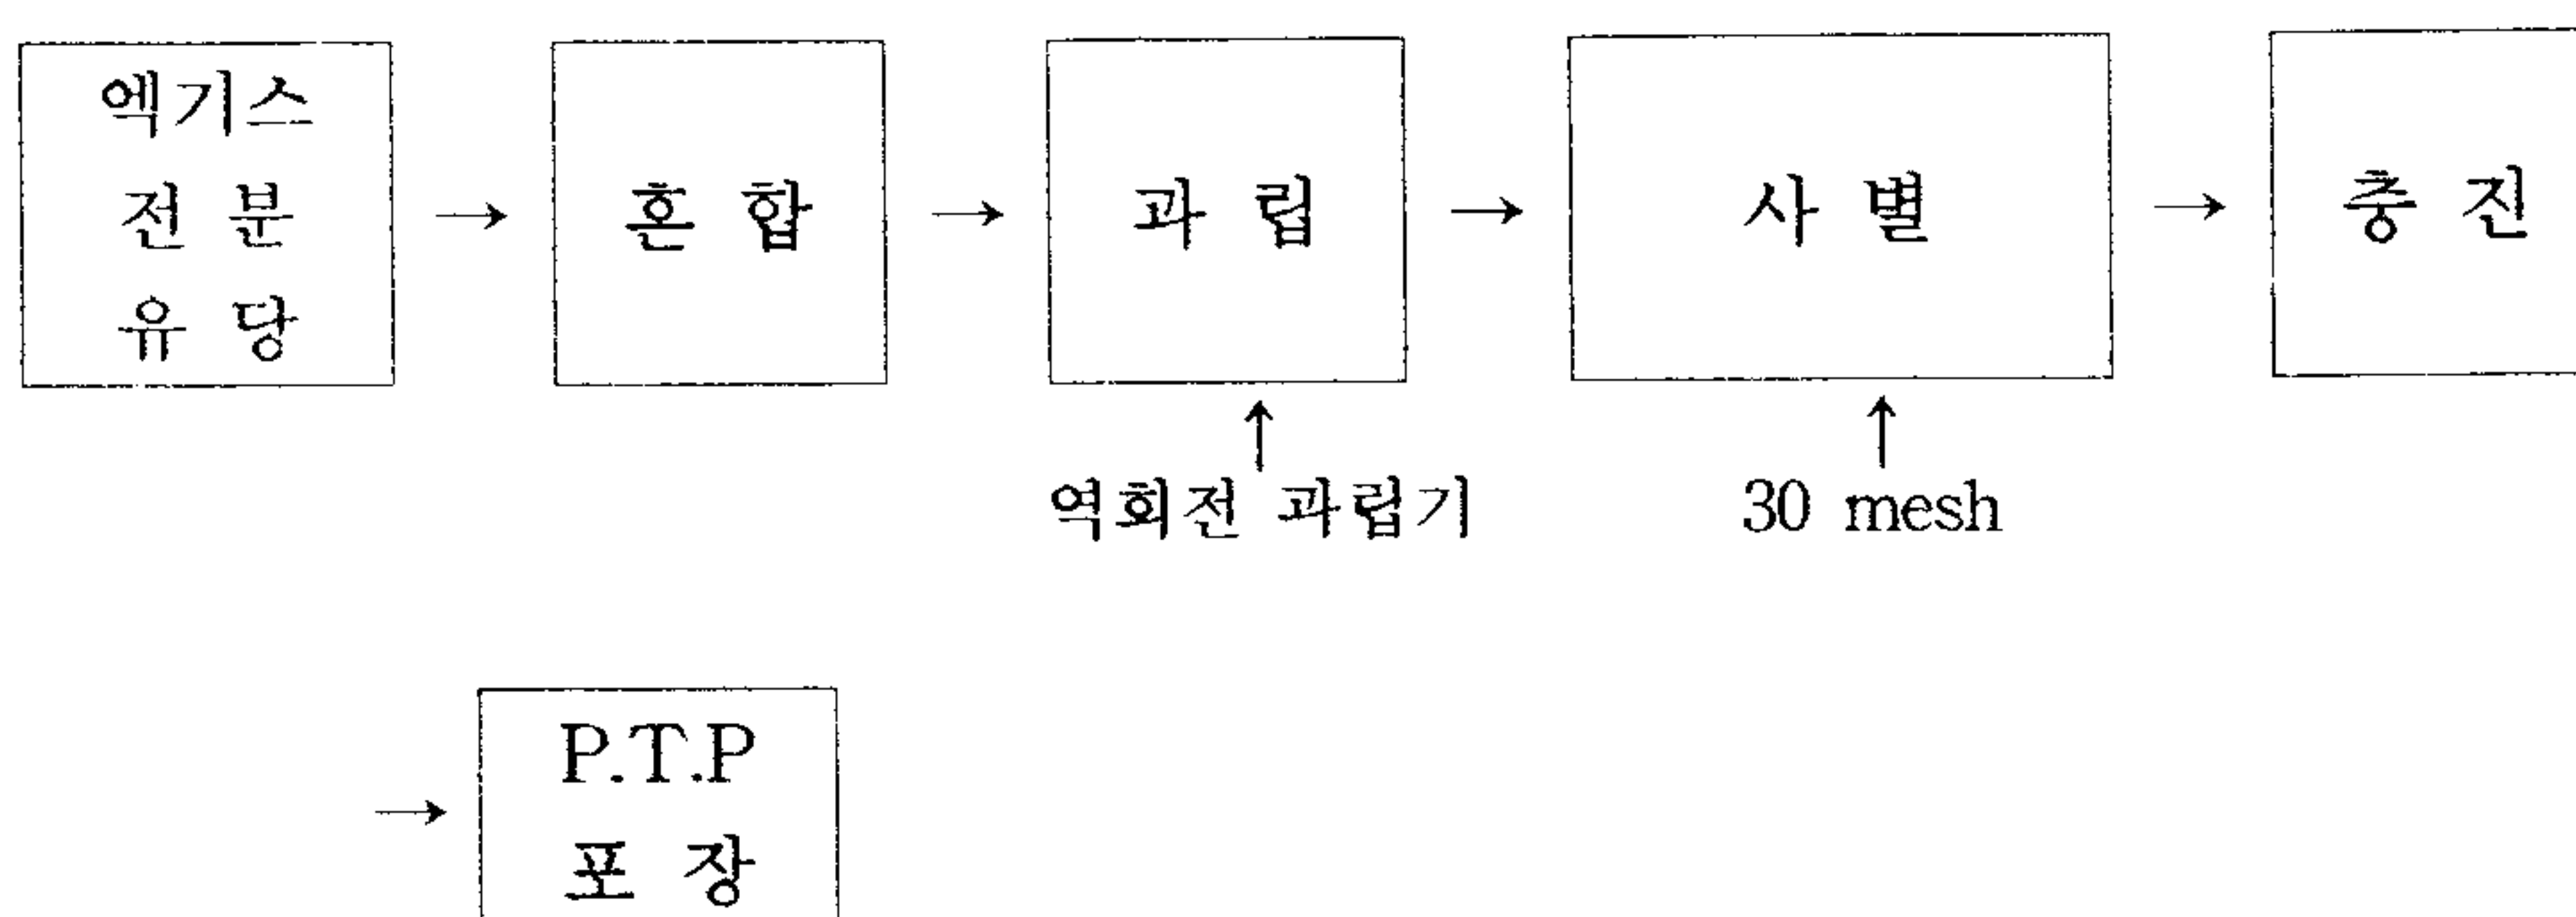 엑기스
전 분
유 당
→
혼 합
→
과 립
→
사 별
→
충 진
↑
역회전 과립기
↑
30 mesh
→
P.T.P
포 장